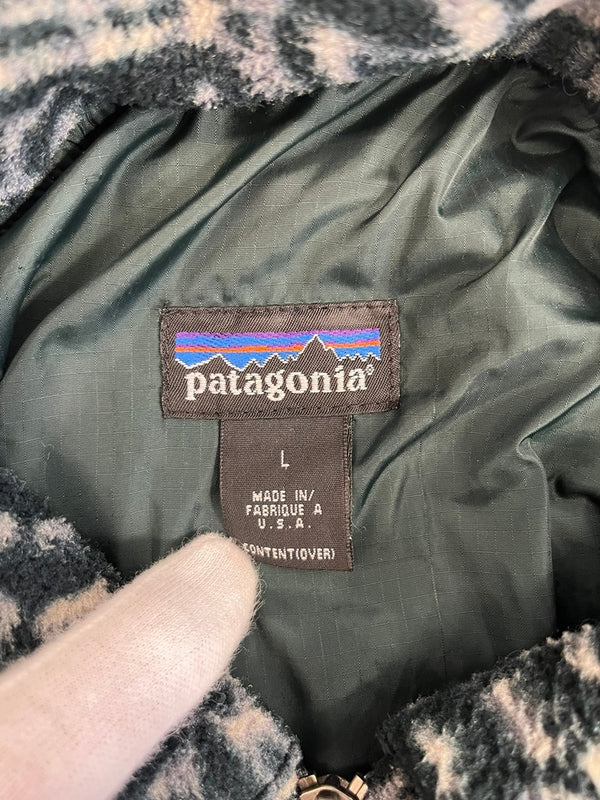 patagonia®
L
MADE IN/
FABRIQUE A
U.S.A.
CONTENT(OVER)